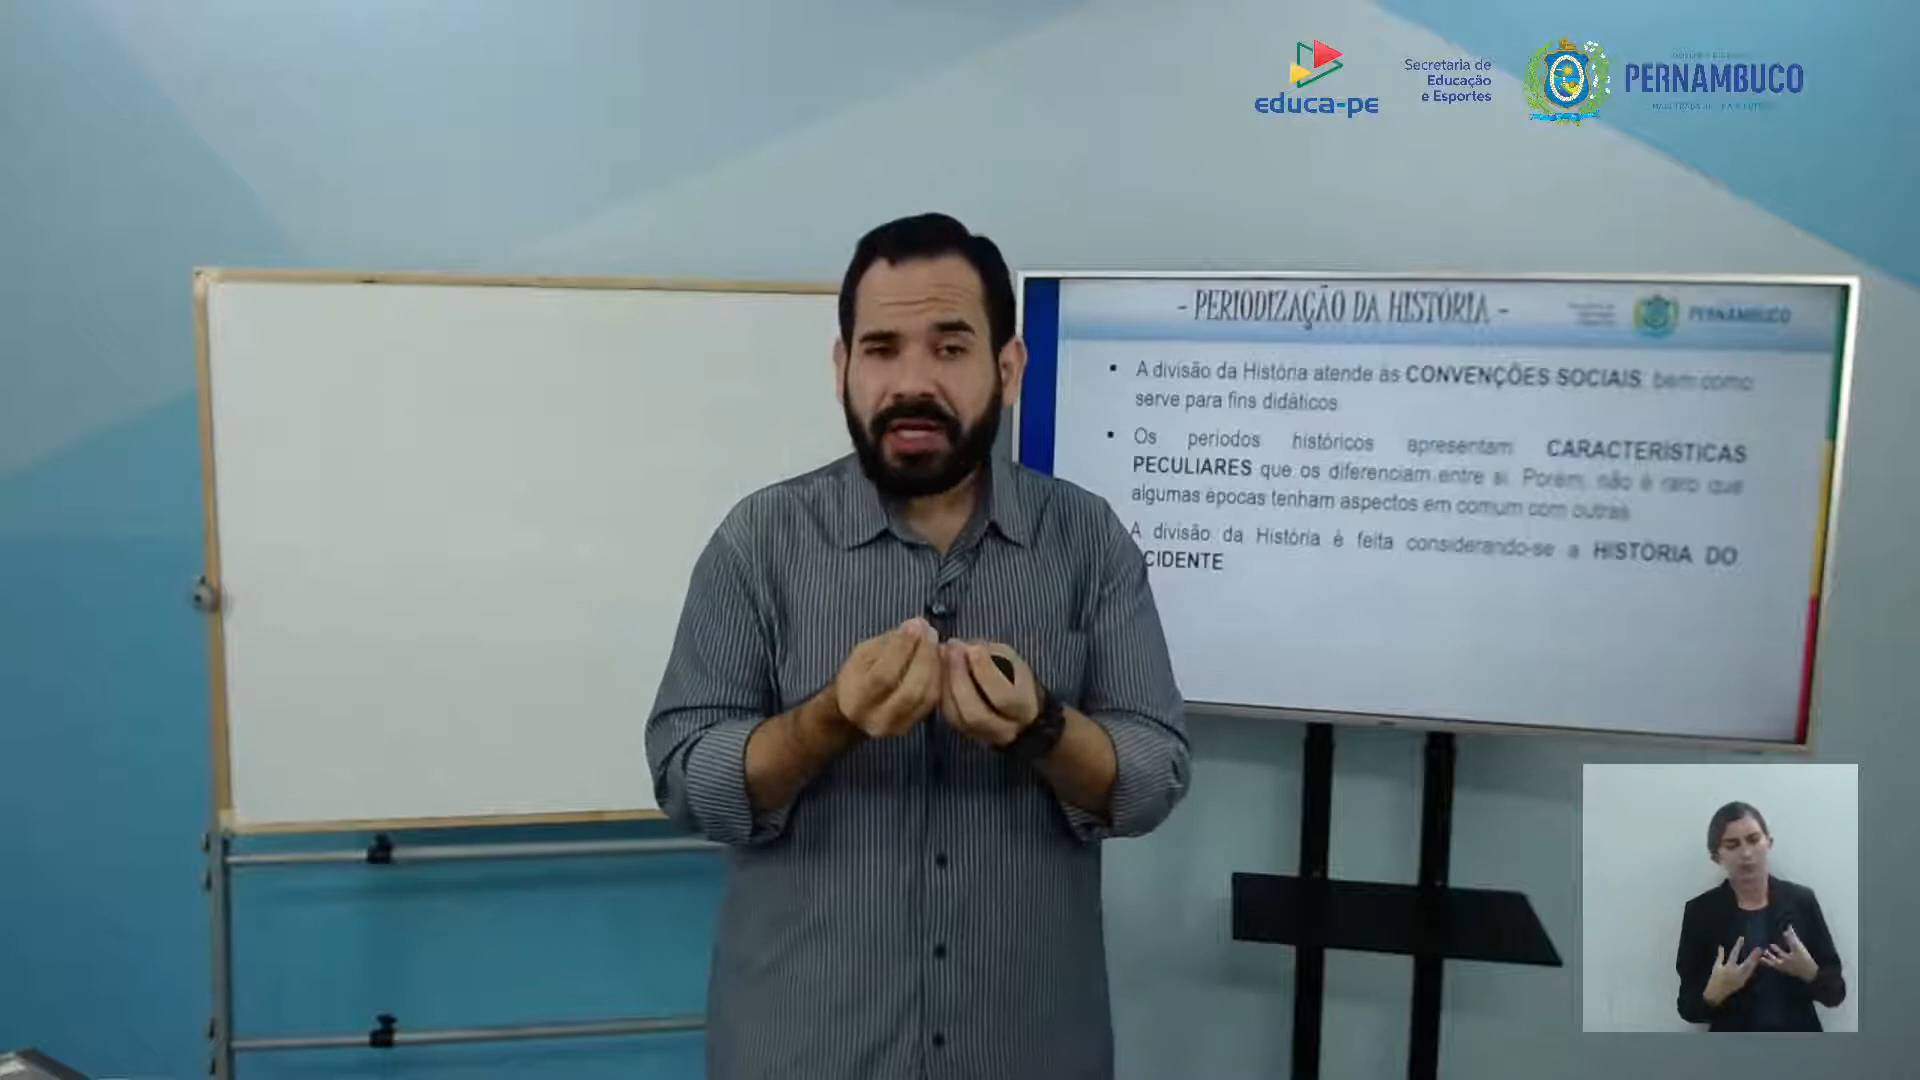 educa-pe
Secretaria de
Educação
e Esportes
PERNAMBUCO
- PERIODIZAÇÃO DA HISTÓRIA -
PERNAMBUCO
▪ A divisão da História atende às CONVENÇÕES SOCIAIS, bem como
serve para fins didáticos.
▪ Os períodos históricos apresentam CARACTERÍSTICAS
PECULIARES que os diferenciam entre si. Porém, não é raro que
algumas épocas tenham aspectos em comum com outras.
A divisão da História é feita considerando-se a HISTÓRIA DO
CIDENTE